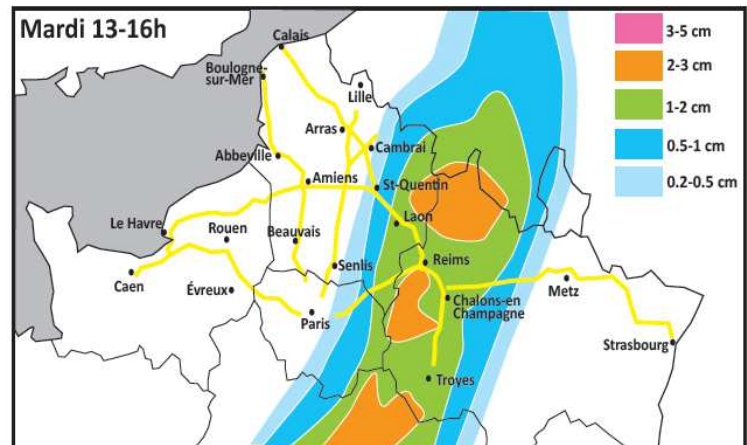 Mardi 13-16h
Calais
Boulogne-
sur-Mer
Lille
Arras
Cambrai
Abbeville
Amiens
St-Quentin
Le Havre
Rouen
Beauvais
Laon
Caen
Évreux
Senlis
Reims
Paris
Chalons-en
Champagne
Metz
Strasbourg
Troyes
3-5 cm
2-3 cm
1-2 cm
0.5-1 cm
0.2-0.5 cm